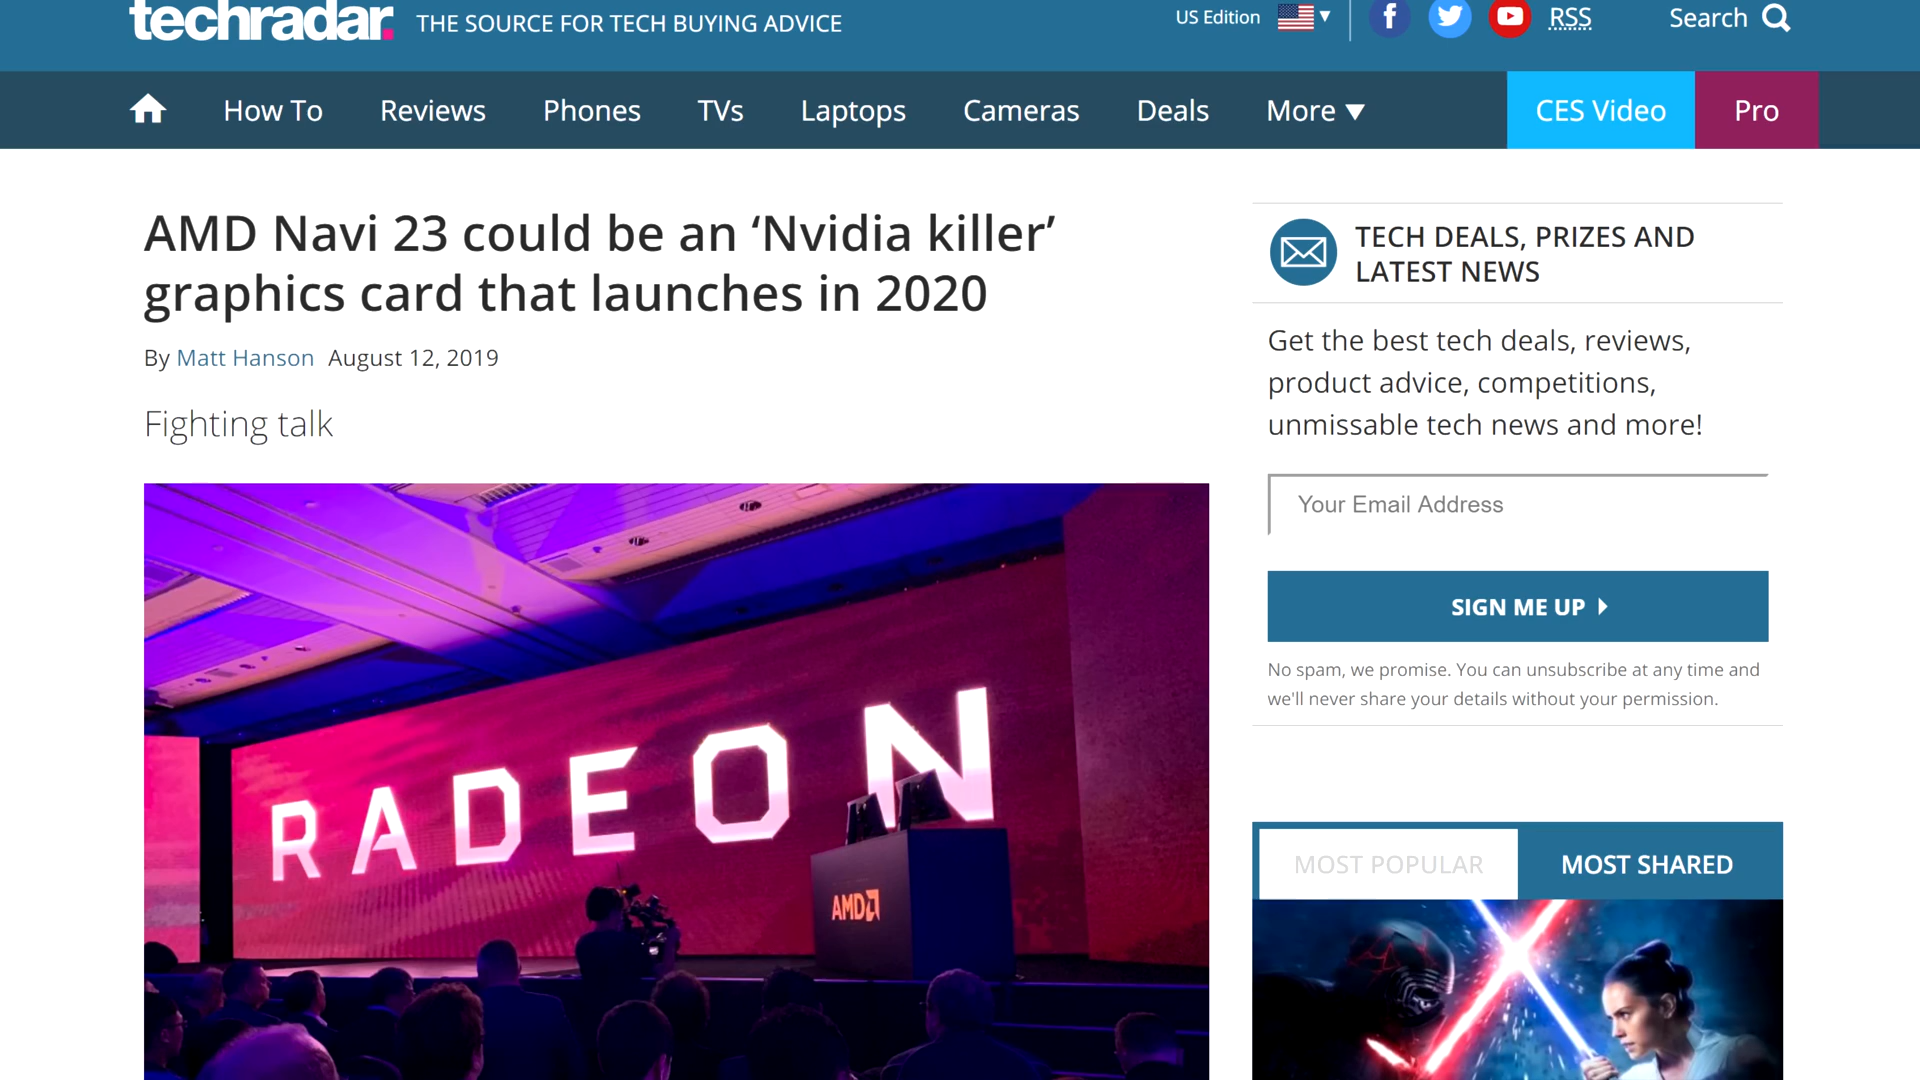 techradar.
THE SOURCE FOR TECH BUYING ADVICE
US Edition
RSS
Search
How To
Reviews
Phones
TVs
Laptops
Cameras
Deals
More
CES Video
Pro
AMD Navi 23 could be an ‘Nvidia killer’
graphics card that launches in 2020
By Matt Hanson August 12, 2019
Fighting talk
RADEON
AMD
TECH DEALS, PRIZES AND
LATEST NEWS
Get the best tech deals, reviews,
product advice, competitions,
unmissable tech news and more!
Your Email Address
SIGN ME UP
No spam, we promise. You can unsubscribe at any time and
we'll never share your details without your permission.
MOST POPULAR
MOST SHARED